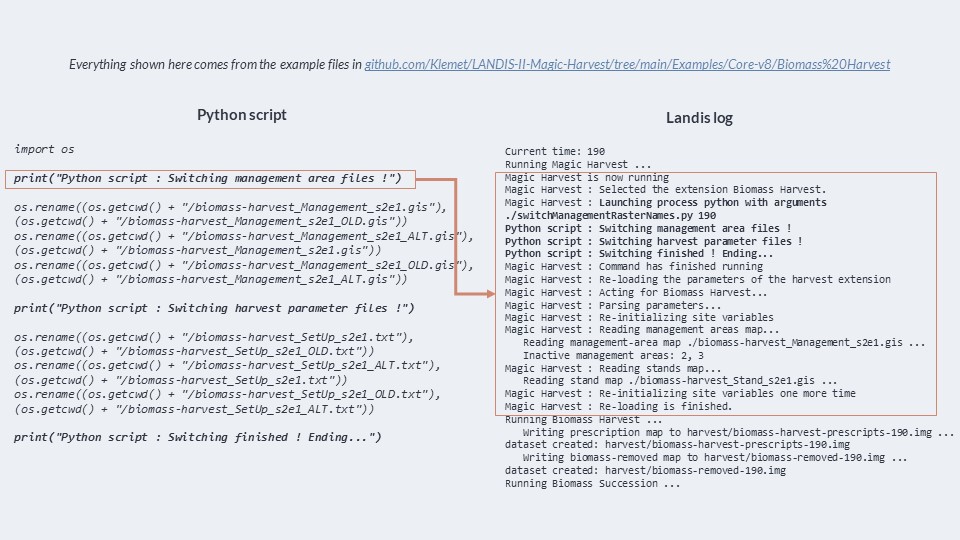 Everything shown here comes from the example files in github.com/Klemet/LANDIS-II-Magic-Harvest/tree/main/Examples/Core-v8/Biomass%20Harvest
Python script
import os
print("Python script : Switching management area files !")
os.rename((os.getcwd() + "/biomass-harvest_Management_s2e1.gis"),
(os.getcwd() + "/biomass-harvest_Management_s2e1_OLD.gis"))
os.rename((os.getcwd() + "/biomass-harvest_Management_s2e1_ALT.gis"),
(os.getcwd() + "/biomass-harvest_Management_s2e1.gis"))
os.rename((os.getcwd() + "/biomass-harvest_Management_s2e1_OLD.gis"),
(os.getcwd() + "/biomass-harvest_Management_s2e1_ALT.gis"))
print("Python script : Switching harvest parameter files !")
os.rename((os.getcwd() + "/biomass-harvest_SetUp_s2e1.txt"),
(os.getcwd() + "/biomass-harvest_SetUp_s2e1_OLD.txt"))
os.rename((os.getcwd() + "/biomass-harvest_SetUp_s2e1_ALT.txt"),
(os.getcwd() + "/biomass-harvest_SetUp_s2e1.txt"))
os.rename((os.getcwd() + "/biomass-harvest_SetUp_s2e1_OLD.txt"),
(os.getcwd() + "/biomass-harvest_SetUp_s2e1_ALT.txt"))
print("Python script : Switching finished ! Ending...")
Landis log
Current time: 190
Running Magic Harvest ...
Magic Harvest is now running
Magic Harvest : Selected the extension Biomass Harvest.
Magic Harvest : Launching process python with arguments
./switchManagementRasterNames.py 190
Python script : Switching management area files !
Python script : Switching harvest parameter files !
Python script : Switching finished ! Ending...
Magic Harvest : Command has finished running
Magic Harvest : Re-loading the parameters of the harvest extension
Magic Harvest : Acting for Biomass Harvest...
Magic Harvest : Parsing parameters...
Magic Harvest : Re-initializing site variables
Magic Harvest : Reading management areas map...
Reading management-area map ./biomass-harvest_Management_s2e1.gis ...
Inactive management areas: 2, 3
Magic Harvest : Reading stands map...
Reading stand map ./biomass-harvest_Stand_s2e1.gis ...
Magic Harvest : Re-initializing site variables one more time
Magic Harvest : Re-loading is finished.
Running Biomass Harvest ...
Writing prescription map to harvest/biomass-harvest-prescripts-190.img ...
dataset created: harvest/biomass-harvest-prescripts-190.img
Writing biomass-removed map to harvest/biomass-removed-190.img ...
dataset created: harvest/biomass-removed-190.img
Running Biomass Succession ...